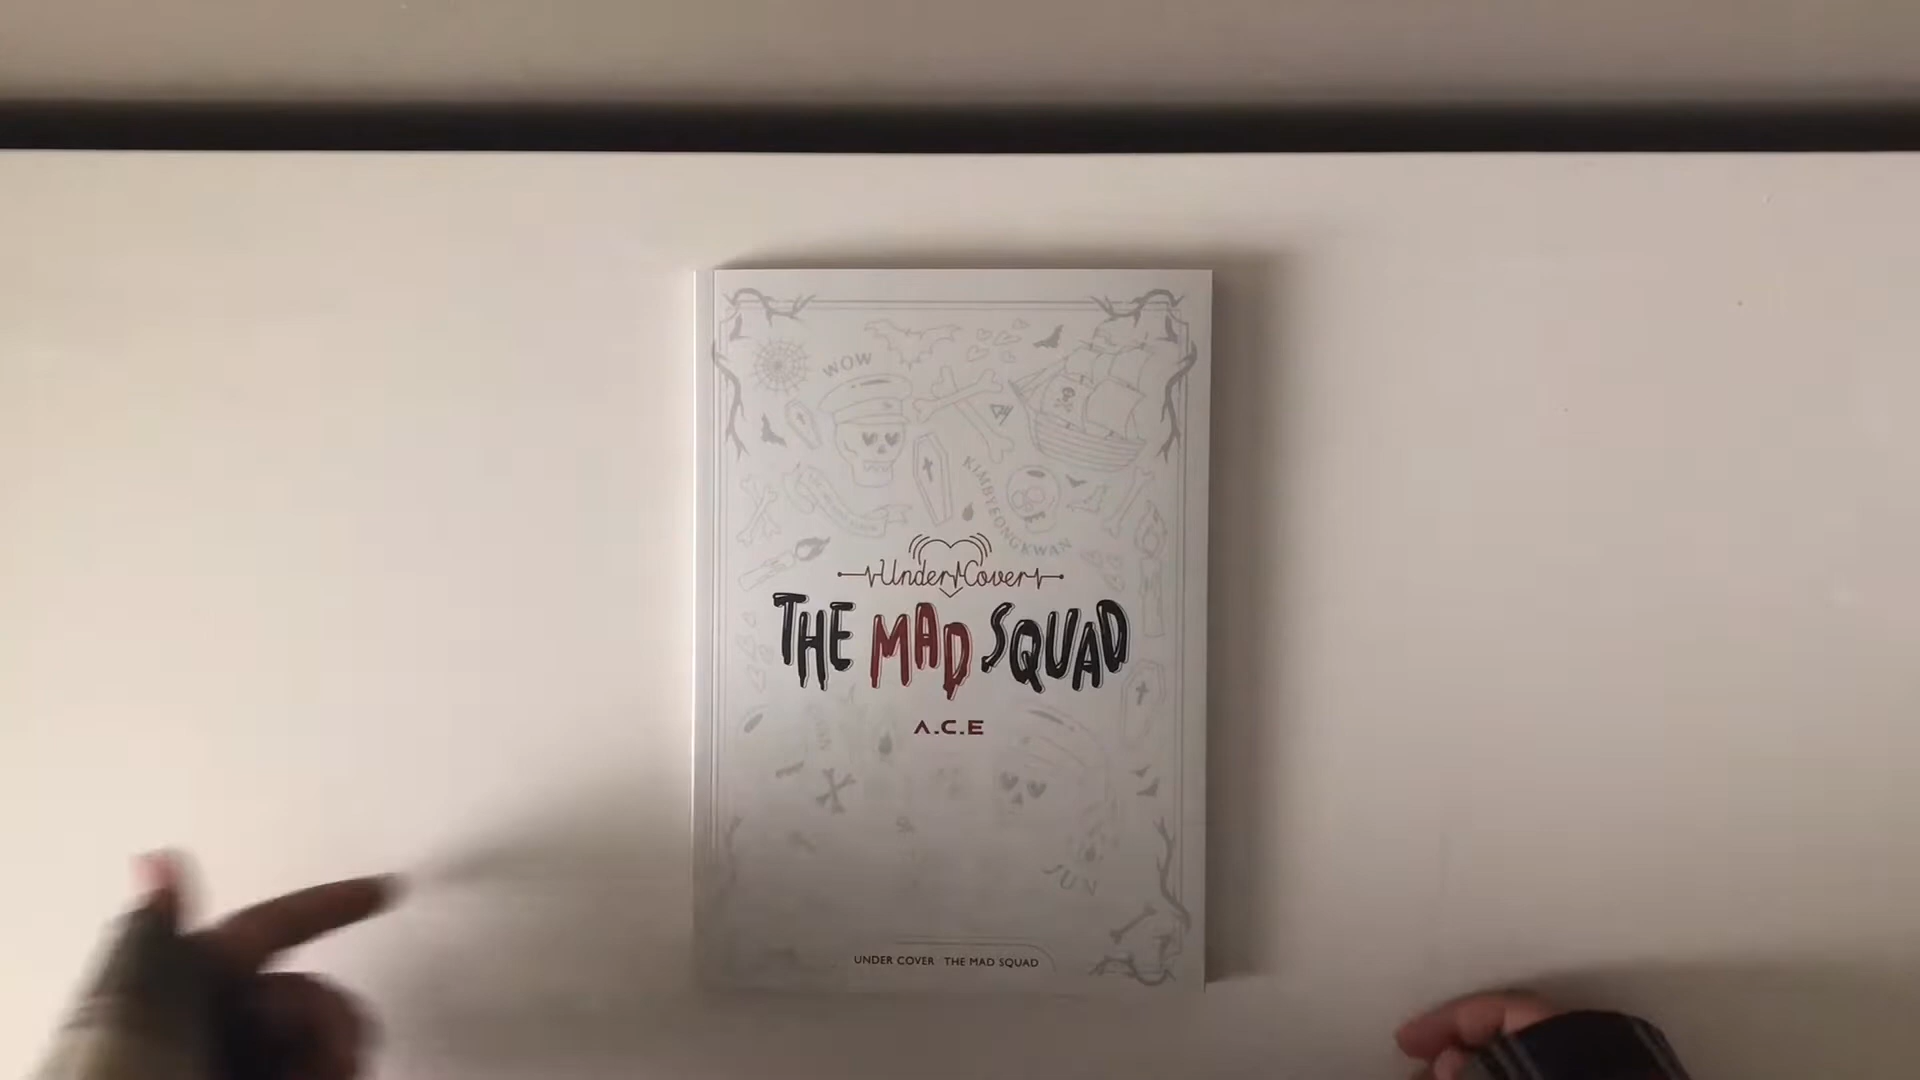 WOW
KIMBYEONGKWAN
Under Cover
THE MAD SQUAD
A.C.E
JUN
UNDER COVER THE MAD SQUAD